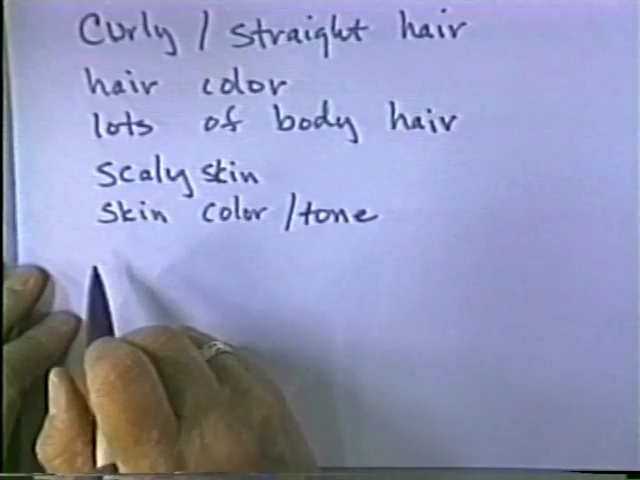 Curly / straight hair
hair color
lots of body hair
scaly skin
skin color / tone